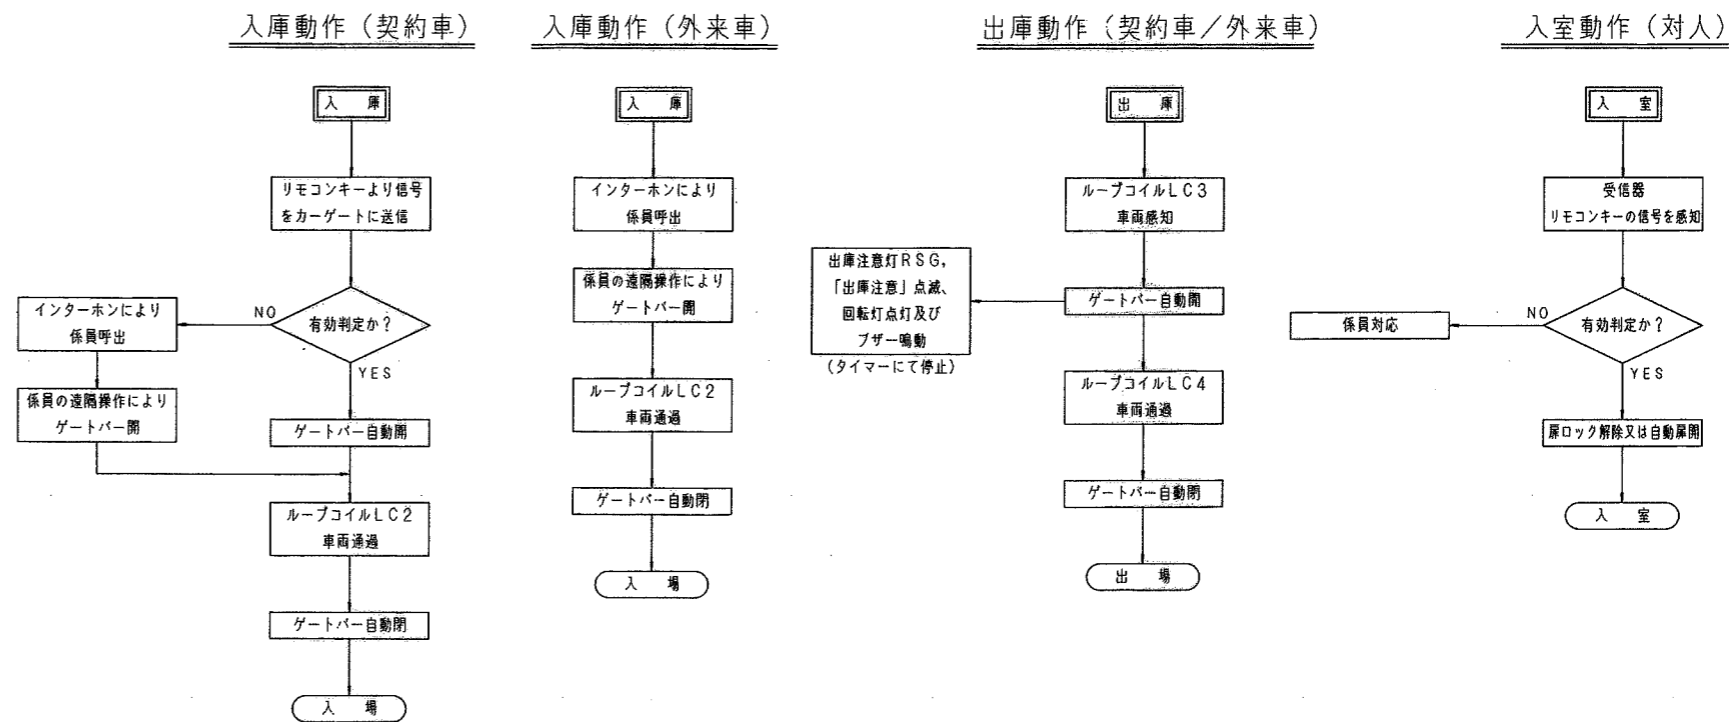 入庫動作（契約車）
入庫
リモコンキーより信号
をカーゲートに送信
有効判定か？
NO
インターホンにより
係員呼出
係員の遠隔操作により
ゲートバー開
YES
ゲートバー自動開
ループコイルLC2
車両通過
ゲートバー自動閉
入場
入庫動作（外来車）
入庫
インターホンにより
係員呼出
係員の遠隔操作により
ゲートバー開
ループコイルLC2
車両通過
ゲートバー自動閉
入場
出庫動作（契約車／外来車）
出庫
ループコイルLC3
車両感知
ゲートバー自動開
出庫注意灯RSG，
「出庫注意」点滅、
回転灯点灯及び
ブザー鳴動
（タイマーにて停止）
ループコイルLC4
車両通過
ゲートバー自動閉
出場
入室動作（対人）
入室
受信器
リモコンキーの信号を感知
有効判定か？
NO
係員対応
YES
扉ロック解除又は自動扉開
入室